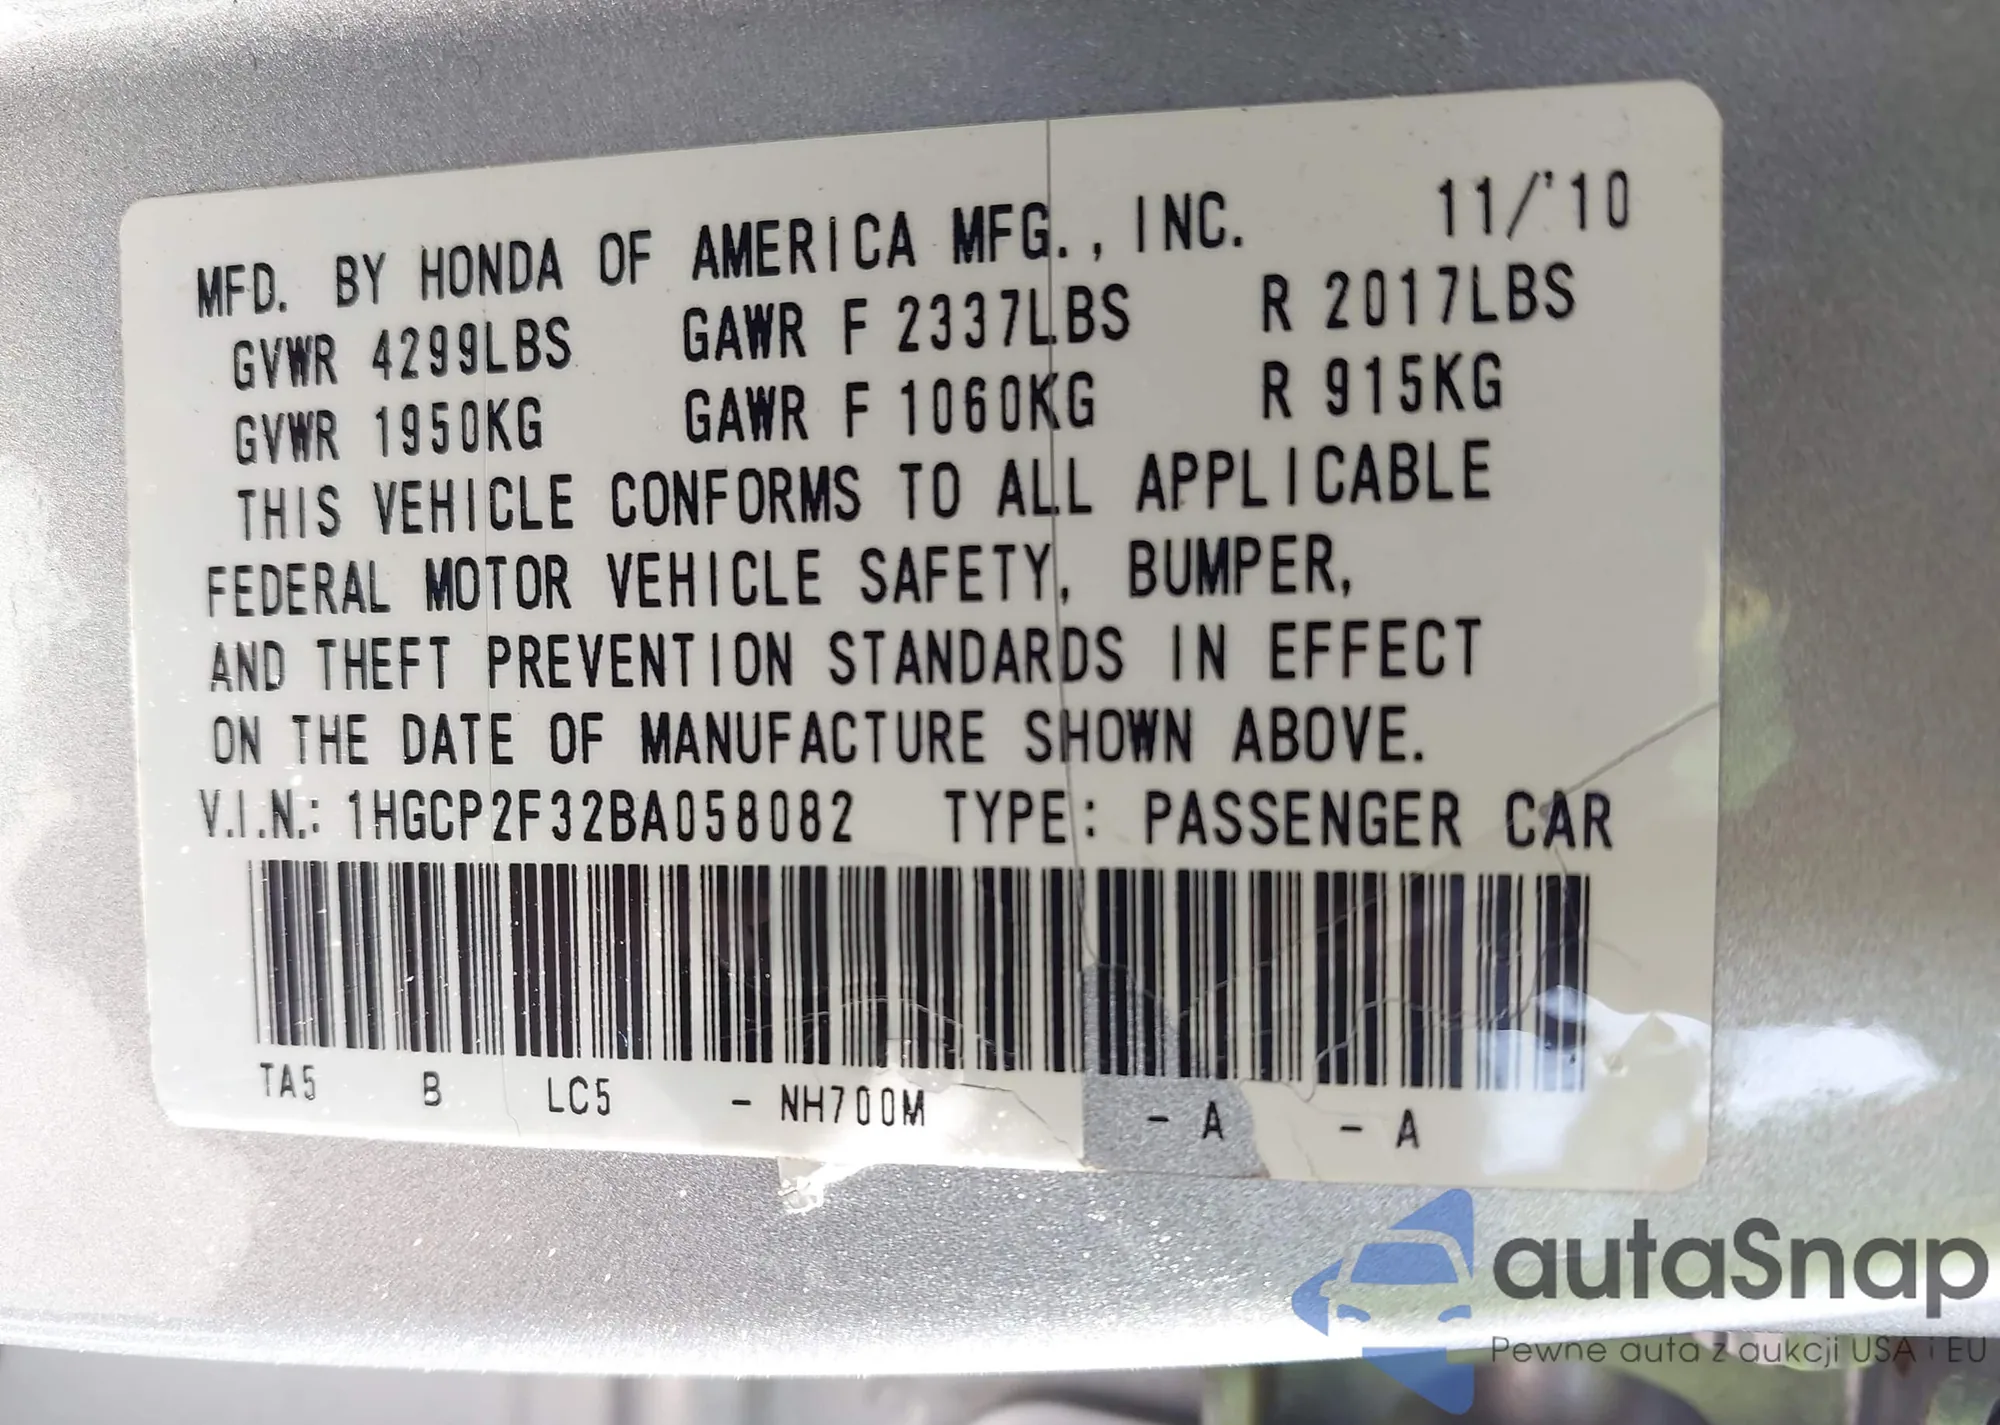 MFD. BY HONDA OF AMERICA MFG., INC. 11/'10
GVWR 4299LBS GAWR F 2337LBS R 2017LBS
GVWR 1950KG GAWR F 1060KG R 915KG
THIS VEHICLE CONFORMS TO ALL APPLICABLE
FEDERAL MOTOR VEHICLE SAFETY, BUMPER,
AND THEFT PREVENTION STANDARDS IN EFFECT
ON THE DATE OF MANUFACTURE SHOWN ABOVE.
V.I.N.: 1HGCP2F32BA058082 TYPE: PASSENGER CAR
TA5 B LC5 - NH700M - A - A
autaSnap
Pewne auta z aukcji USA i EU